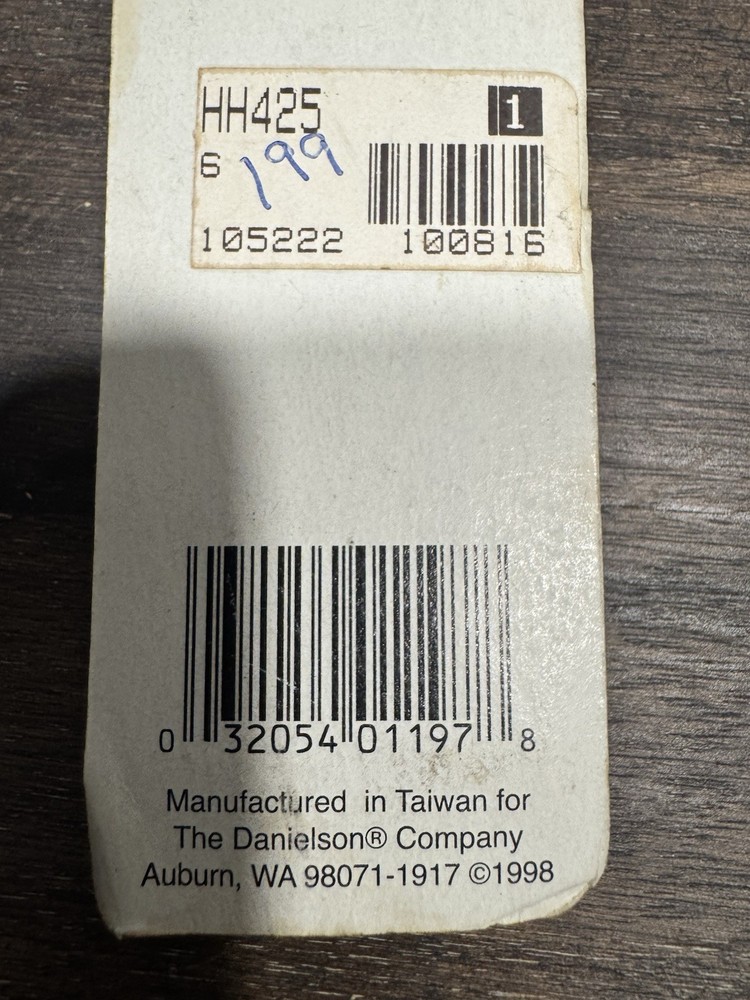 HH425
1
6
199
105222 100816
0 32054 01197 8
Manufactured in Taiwan for
The Danielson® Company
Auburn, WA 98071-1917 ©1998